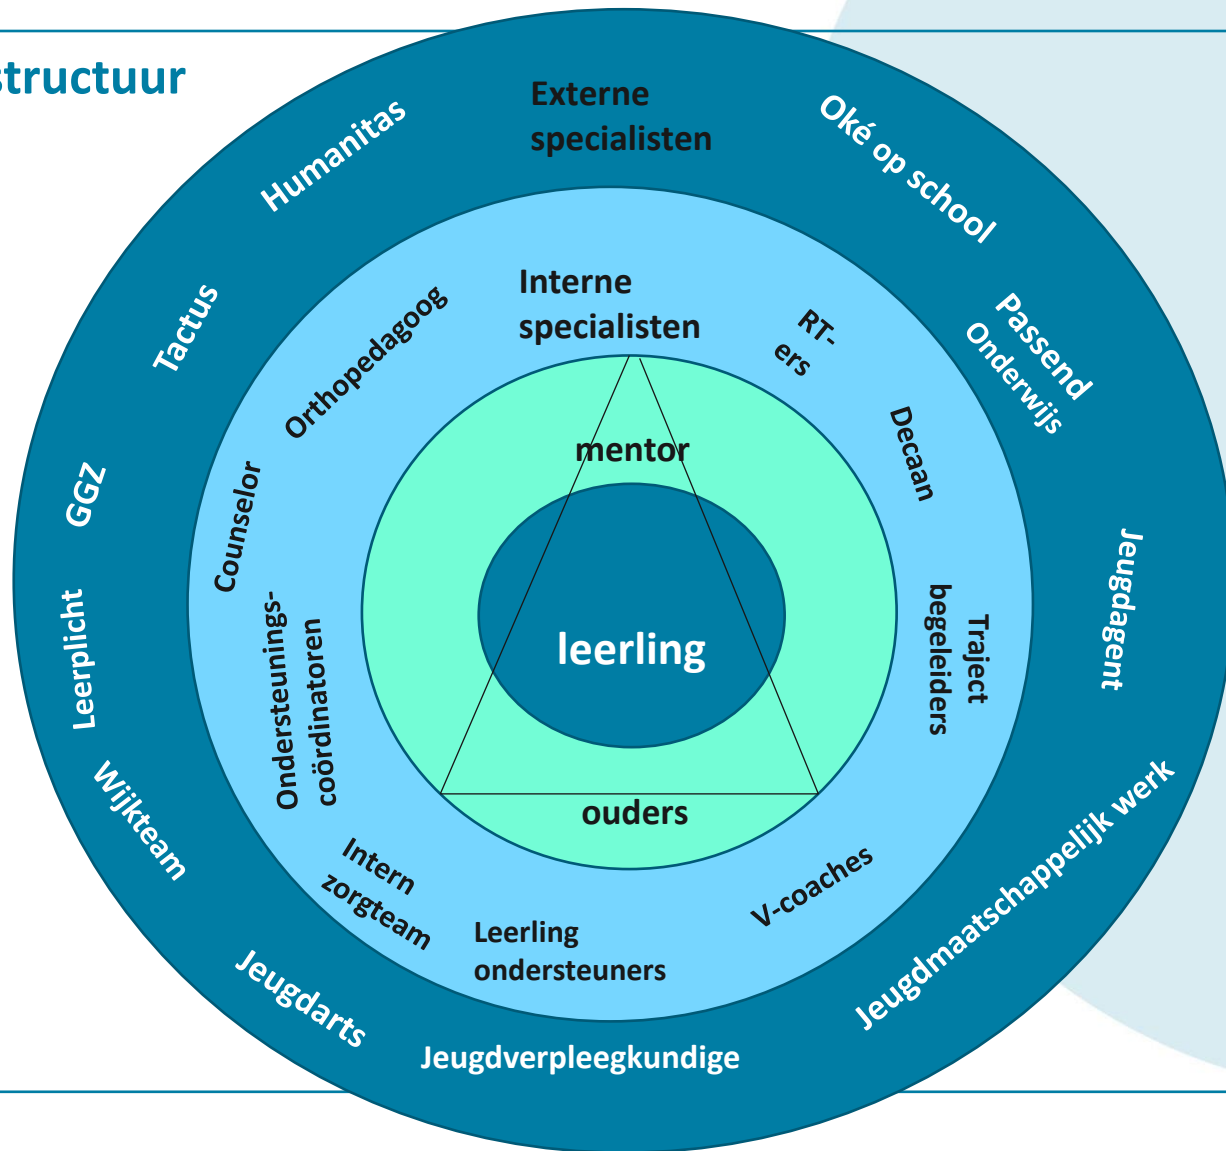 structuur
Externe
specialisten
Humanitas
Oké op school
Tactus
Passend
Onderwijs
GGZ
Jeugdagent
Leerplicht
Wijkteam
Jeugdmaatschappelijk werk
Jeugdarts
Jeugdverpleegkundige
Interne
specialisten
Orthopedagoog
RT-
ers
Decaan
Counselor
Traject
begeleiders
Ondersteunings-
coördinatoren
Intern
zorgteam
Leerling
ondersteuners
V-coaches
mentor
leerling
ouders